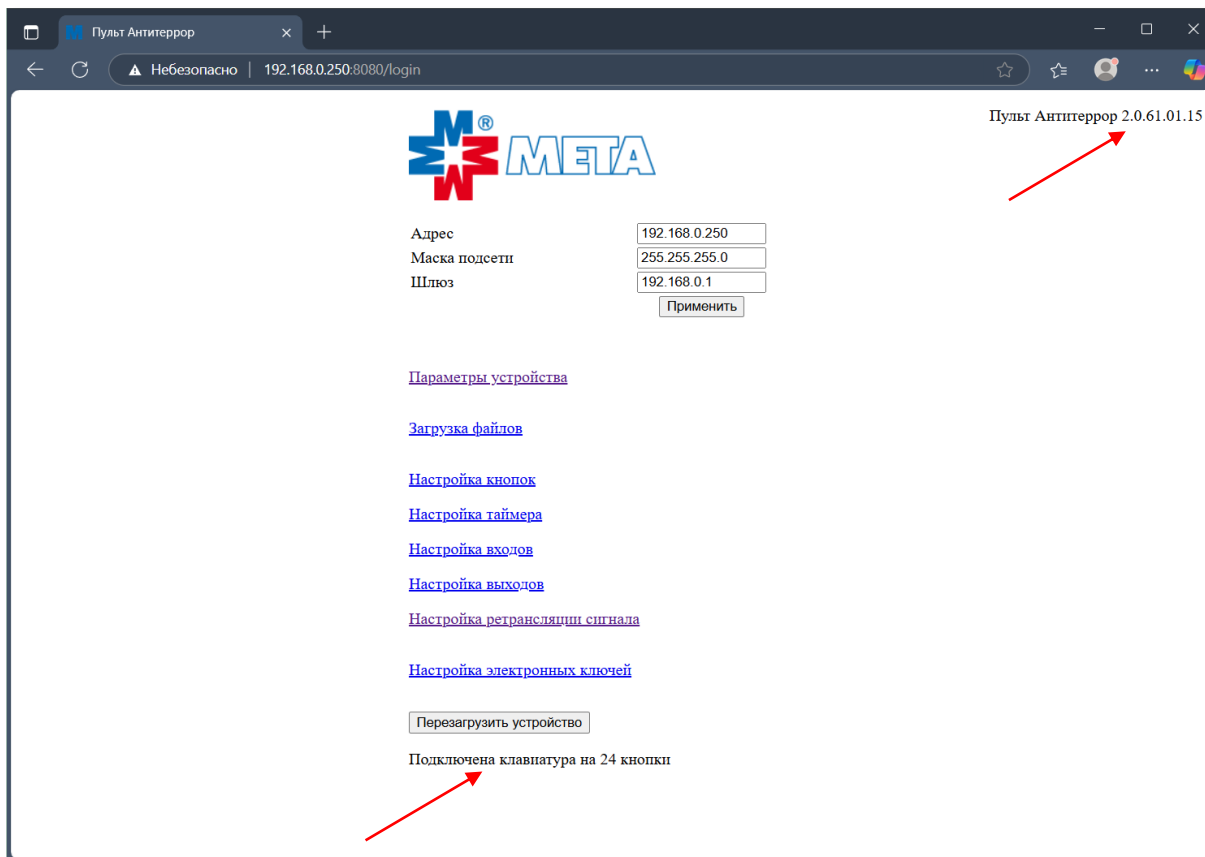 Пульт Антитеррор
Небезопасно | 192.168.0.250:8080/login
Пульт Антитеррор 2.0.61.01.15
® МЕТА
Адрес 192.168.0.250
Маска подсети 255.255.255.0
Шлюз 192.168.0.1
Применить
Параметры устройства
Загрузка файлов
Настройка кнопок
Настройка таймера
Настройка входов
Настройка выходов
Настройка ретрансляции сигнала
Настройка электронных ключей
Перезагрузить устройство
Подключена клавиатура на 24 кнопки